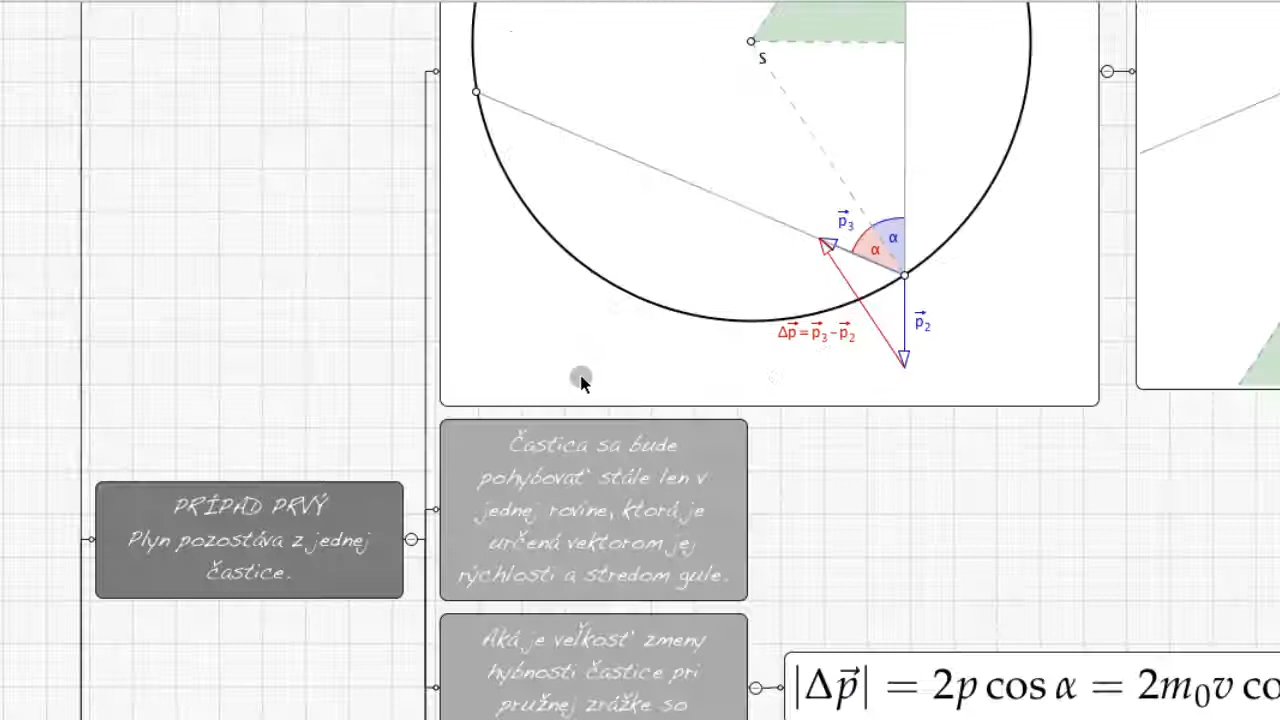 S
p⃗3
α
α
p⃗2
Δp⃗=p⃗3-p⃗2
Častica sa bude
pohybovať stále len v
jednej rovine, ktorá je
určená vektorom jej
rýchlosti a stredom gule.
PRÍPAD PRVÝ
Plyn pozostáva z jednej
častice.
Aká je veľkosť zmeny
hybnosti častice pri
pružnej zrážke so
|Δp⃗| = 2p cos α = 2m₀v co